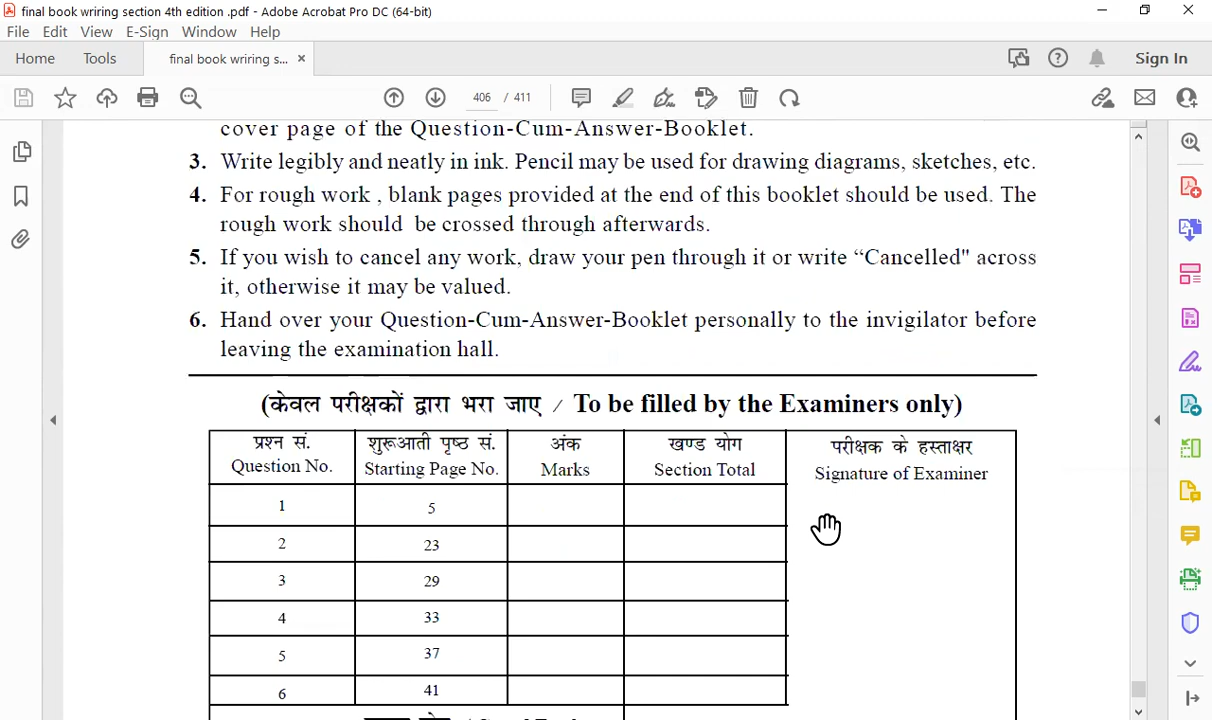 final book wriring section 4th edition .pdf - Adobe Acrobat Pro DC (64-bit)
File Edit View E-Sign Window Help
Home Tools final book wriring s... × Sign In
406 / 411
cover page of the Question-Cum-Answer-Booklet.
3. Write legibly and neatly in ink. Pencil may be used for drawing diagrams, sketches, etc.
4. For rough work , blank pages provided at the end of this booklet should be used. The
rough work should be crossed through afterwards.
5. If you wish to cancel any work, draw your pen through it or write “Cancelled" across
it, otherwise it may be valued.
6. Hand over your Question-Cum-Answer-Booklet personally to the invigilator before
leaving the examination hall.
(केवल परीक्षकों द्वारा भरा जाए / To be filled by the Examiners only)
प्रश्न सं. शुरूआती पृष्ठ सं. अंक खण्ड योग परीक्षक के हस्ताक्षर
Question No. Starting Page No. Marks Section Total Signature of Examiner
1 5
2 23
3 29
4 33
5 37
6 41